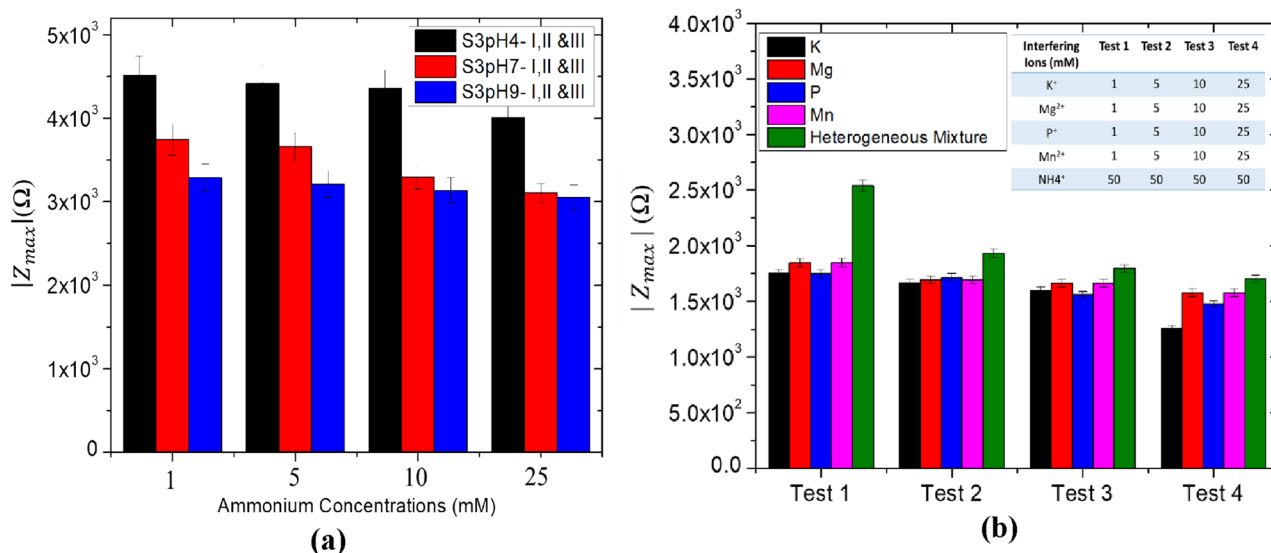 5x10³
4x10³
3x10³
2x10³
1x10³
0
|Z_max|(Ω)
S3pH4- I,II &III
S3pH7- I,II &III
S3pH9- I,II &III
1 5 10 25
Ammonium Concentrations (mM)
(a)
4.0x10³
3.5x10³
3.0x10³
2.5x10³
2.0x10³
1.5x10³
1.0x10³
5.0x10²
0.0
| Z_max | (Ω)
K
Mg
P
Mn
Heterogeneous Mixture
Interfering Ions (mM) Test 1 Test 2 Test 3 Test 4
K⁺ 1 5 10 25
Mg²⁺ 1 5 10 25
P⁺ 1 5 10 25
Mn²⁺ 1 5 10 25
NH4⁺ 50 50 50 50
Test 1 Test 2 Test 3 Test 4
(b)